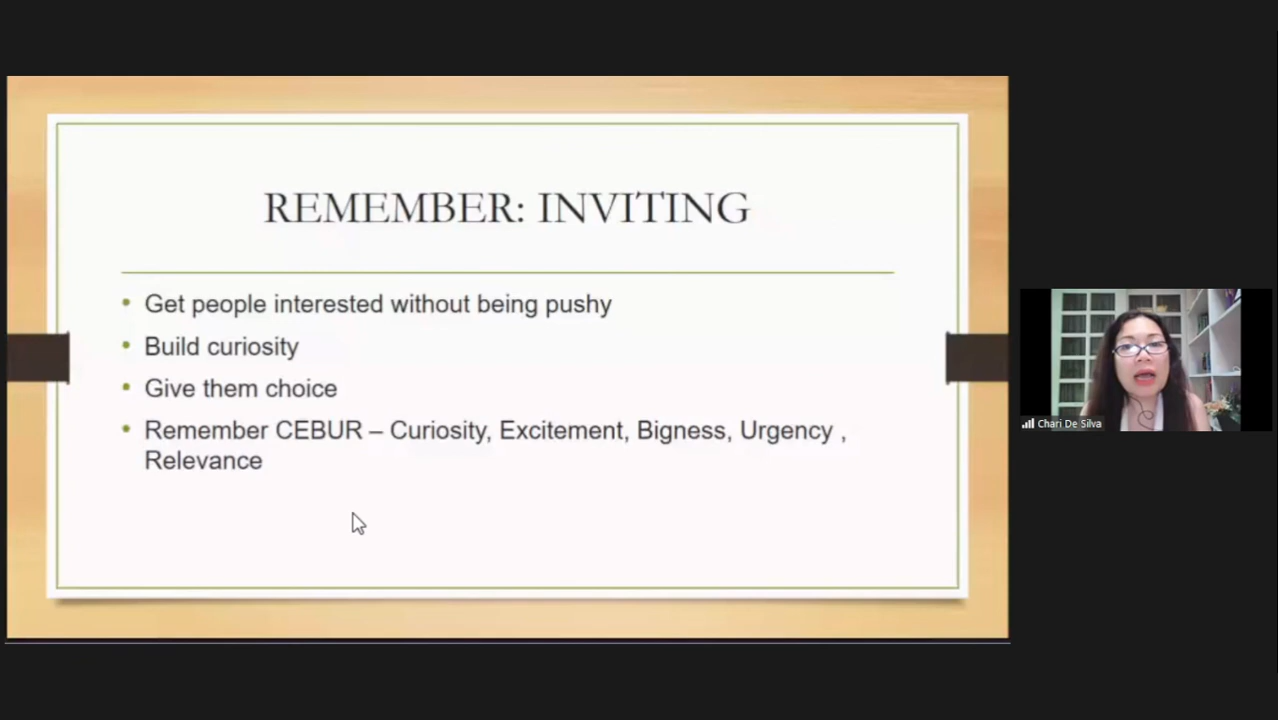 REMEMBER: INVITING
• Get people interested without being pushy
• Build curiosity
• Give them choice
• Remember CEBUR – Curiosity, Excitement, Bigness, Urgency ,
Relevance
Chari De Silva